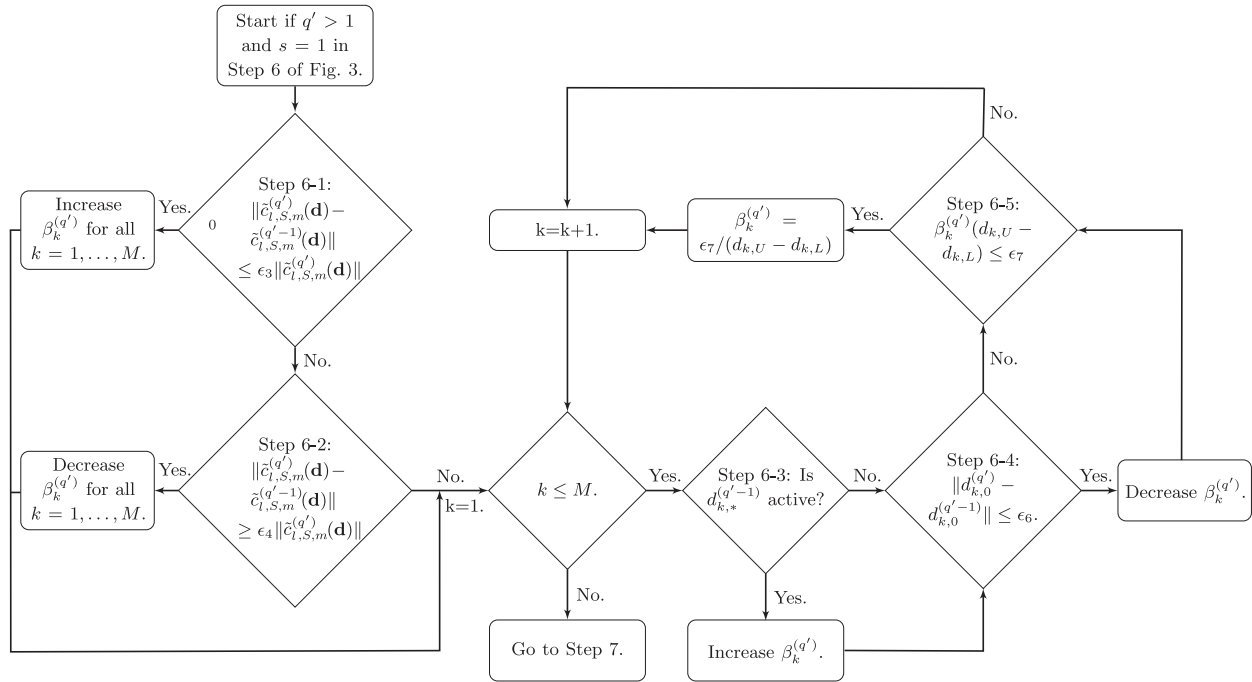 Start if q′ > 1
and s = 1 in
Step 6 of Fig. 3.
Step 6-1:
‖c̃_{l,S,m}^{(q′)}(𝐝)−
c̃_{l,S,m}^{(q′−1)}(𝐝)‖
≤ ϵ₃‖c̃_{l,S,m}^{(q′)}(𝐝)‖
0
Yes.
Increase
β_k^{(q′)} for all
k = 1, . . . , M.
No.
Step 6-2:
‖c̃_{l,S,m}^{(q′)}(𝐝)−
c̃_{l,S,m}^{(q′−1)}(𝐝)‖
≥ ϵ₄‖c̃_{l,S,m}^{(q′)}(𝐝)‖
Yes.
Decrease
β_k^{(q′)} for all
k = 1, . . . , M.
No.
k=1.
k ≤ M.
No.
Go to Step 7.
Yes.
Step 6-3: Is
d_{k,*}^{(q′−1)} active?
Yes.
Increase β_k^{(q′)}.
No.
Step 6-4:
‖d_{k,0}^{(q′)} −
d_{k,0}^{(q′−1)}‖ ≤ ϵ₆.
Yes.
Decrease β_k^{(q′)}.
No.
Step 6-5:
β_k^{(q′)}(d_{k,U} −
d_{k,L}) ≤ ϵ₇
Yes.
β_k^{(q′)} =
ϵ₇/(d_{k,U} − d_{k,L})
No.
k=k+1.